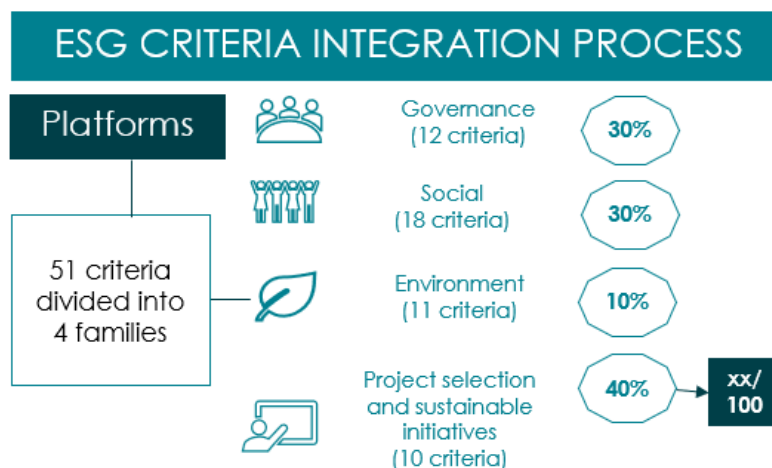 ESG CRITERIA INTEGRATION PROCESS
Platforms
51 criteria
divided into
4 families
Governance
(12 criteria)
30%
Social
(18 criteria)
30%
Environment
(11 criteria)
10%
Project selection
and sustainable
initiatives
(10 criteria)
40%
xx/
100